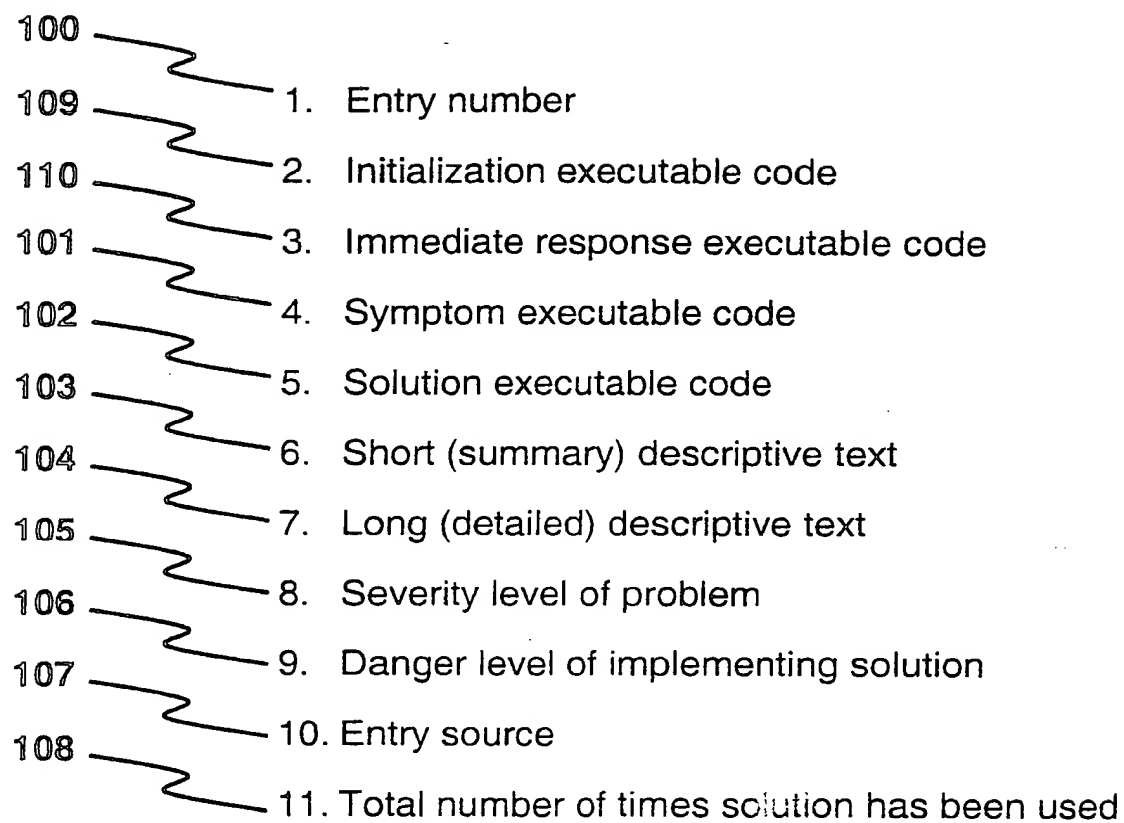 100
1. Entry number
109
2. Initialization executable code
110
3. Immediate response executable code
101
4. Symptom executable code
102
5. Solution executable code
103
6. Short (summary) descriptive text
104
7. Long (detailed) descriptive text
105
8. Severity level of problem
106
9. Danger level of implementing solution
107
10. Entry source
108
11. Total number of times solution has been used